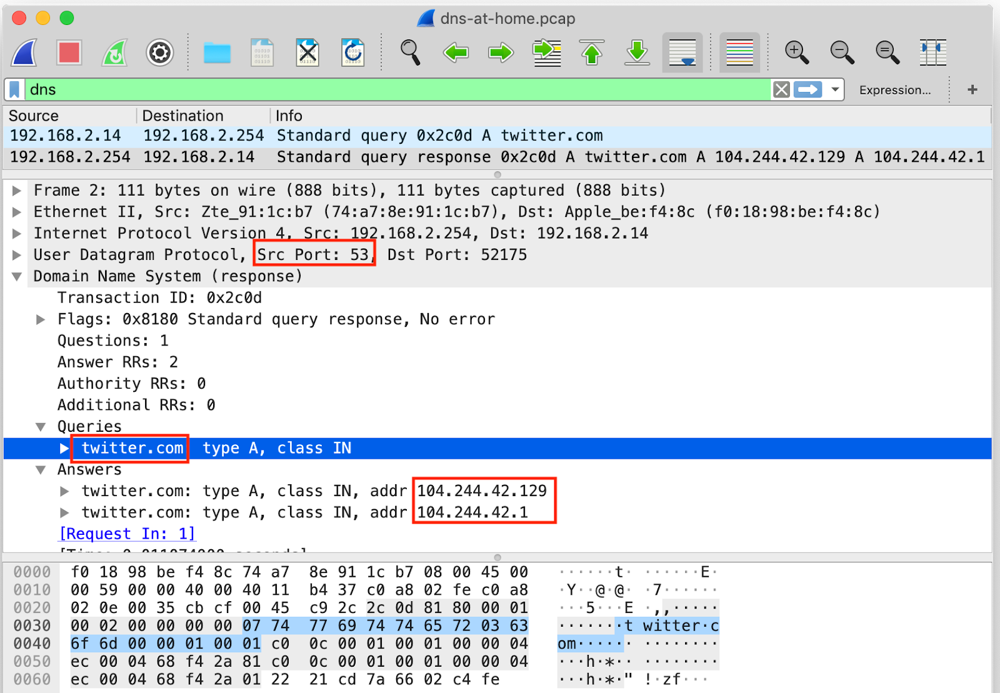 dns-at-home.pcap
dns
Expression...
+
Source Destination Info
192.168.2.14 192.168.2.254 Standard query 0x2c0d A twitter.com
192.168.2.254 192.168.2.14 Standard query response 0x2c0d A twitter.com A 104.244.42.129 A 104.244.42.1
Frame 2: 111 bytes on wire (888 bits), 111 bytes captured (888 bits)
Ethernet II, Src: Zte_91:1c:b7 (74:a7:8e:91:1c:b7), Dst: Apple_be:f4:8c (f0:18:98:be:f4:8c)
Internet Protocol Version 4, Src: 192.168.2.254, Dst: 192.168.2.14
User Datagram Protocol, Src Port: 53, Dst Port: 52175
Domain Name System (response)
Transaction ID: 0x2c0d
Flags: 0x8180 Standard query response, No error
Questions: 1
Answer RRs: 2
Authority RRs: 0
Additional RRs: 0
Queries
twitter.com type A, class IN
Answers
twitter.com: type A, class IN, addr 104.244.42.129
twitter.com: type A, class IN, addr 104.244.42.1
[Request In: 1]
0000 f0 18 98 be f4 8c 74 a7 8e 91 1c b7 08 00 45 00 ······t· ······E·
0010 00 59 00 00 40 00 40 11 b4 37 c0 a8 02 fe c0 a8 ·Y··@·@· ·7······
0020 02 0e 00 35 cb cf 00 45 c9 2c 2c 0d 81 80 00 01 ···5···E ·,,·····
0030 00 02 00 00 00 00 07 74 77 69 74 74 65 72 03 63 ·······t witter·c
0040 6f 6d 00 00 01 00 01 c0 0c 00 01 00 01 00 00 04 om······ ········
0050 ec 00 04 68 f4 2a 81 c0 0c 00 01 00 01 00 00 04 ···h·*·· ········
0060 ec 00 04 68 f4 2a 01 22 21 cd 7a 66 02 c4 fe ···h·*·" !·zf···